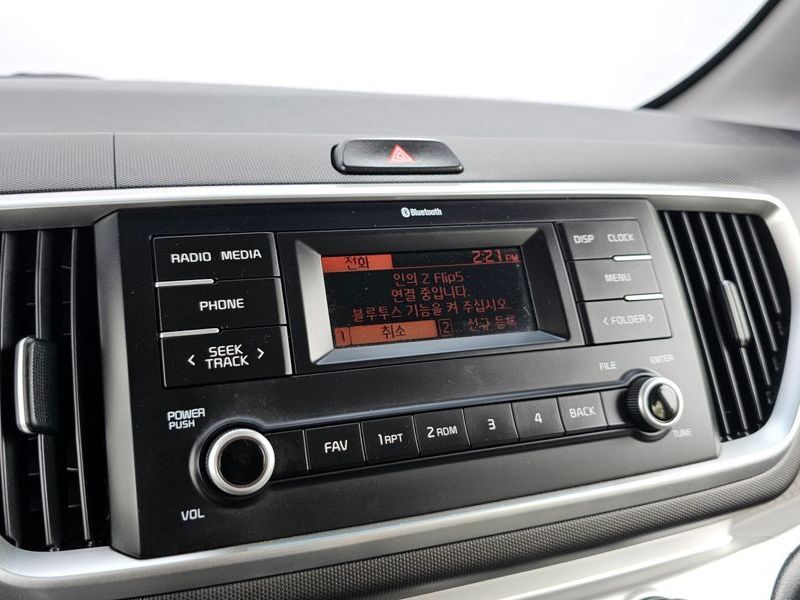 Bluetooth
RADIO MEDIA
PHONE
< SEEK TRACK >
전화 2:21 PM
인의 Z Flip5
연결 중입니다.
블루투스 기능을 켜 주십시오.
1 취소 2 신규 등록
DISP CLOCK
MENU
< FOLDER >
POWER
PUSH
VOL
FAV
1 RPT
2 RDM
3
4
BACK
FILE
ENTER
TUNE